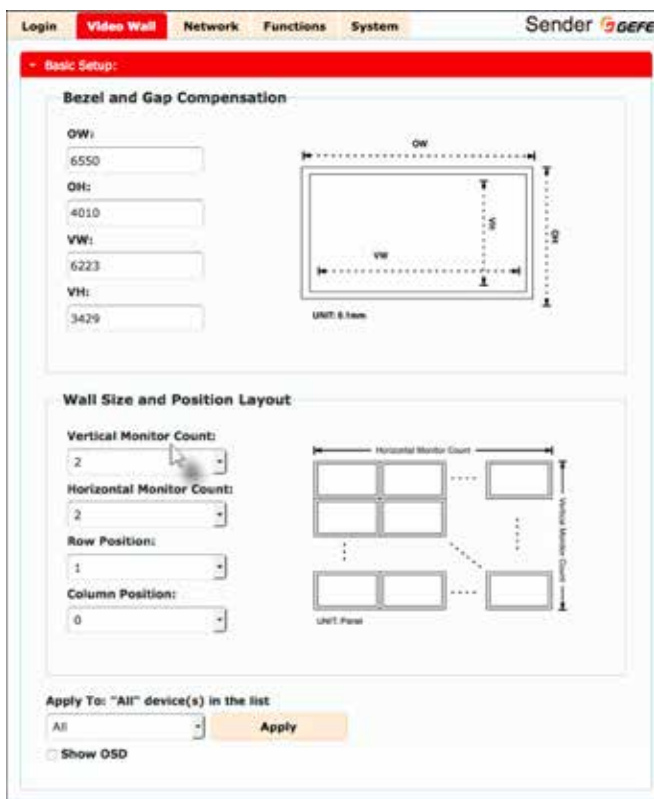 Login Video Wall Network Functions System Sender GEFE
Basic Setup:
Bezel and Gap Compensation
OW:
6550
OH:
4010
VW:
6223
VH:
3429
OW
VH
OH
VW
UNIT: 0.1mm
Wall Size and Position Layout
Vertical Monitor Count:
2
Horizontal Monitor Count:
2
Row Position:
1
Column Position:
0
Horizontal Monitor Count
Vertical Monitor Count
UNIT: Panel
Apply To: "All" device(s) in the list
All Apply
Show OSD